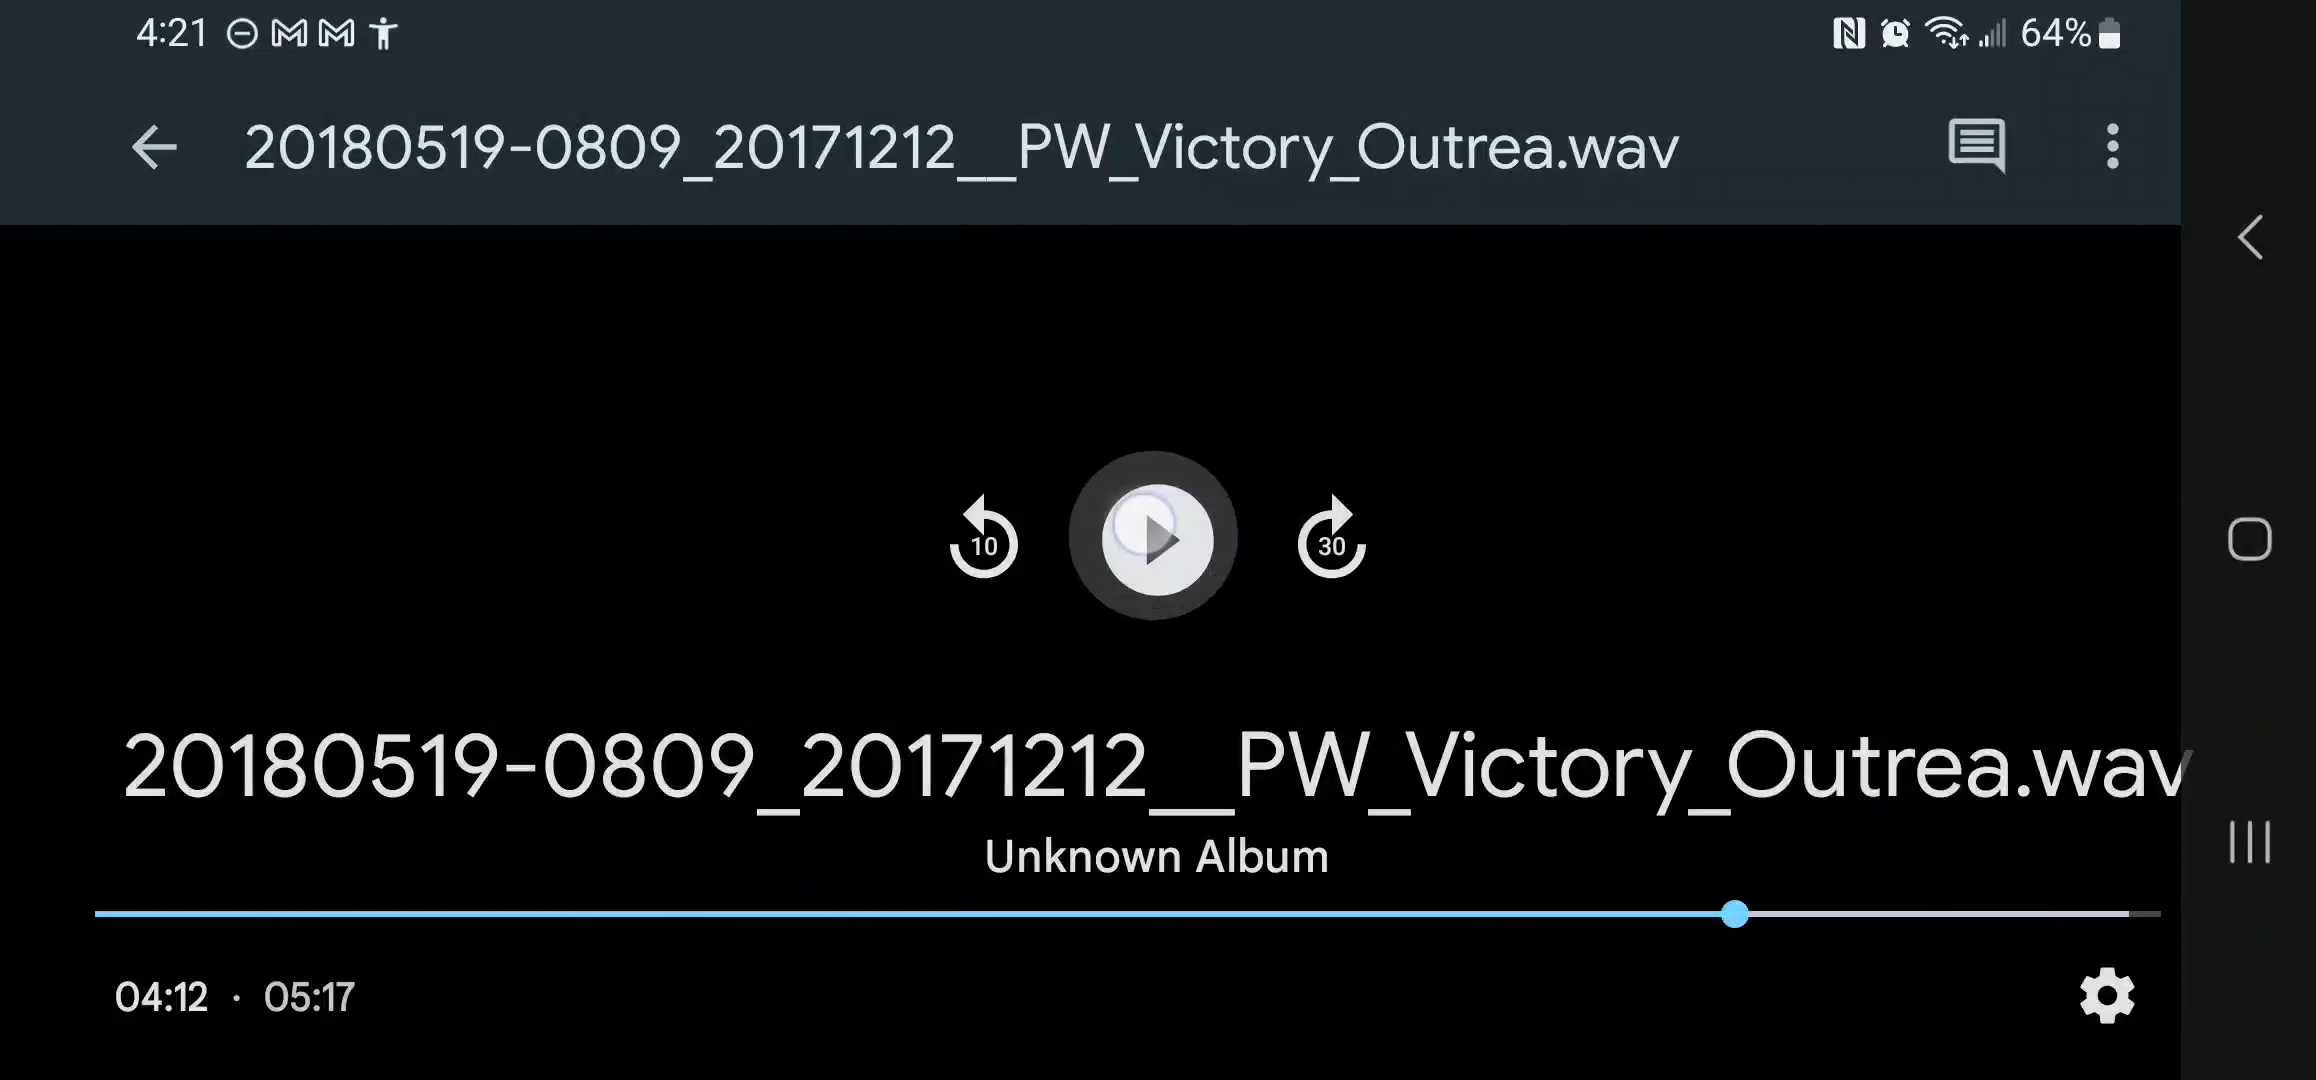 4:21 64%
20180519-0809_20171212__PW_Victory_Outrea.wav
10 30
20180519-0809_20171212__PW_Victory_Outrea.wav
Unknown Album
04:12 · 05:17